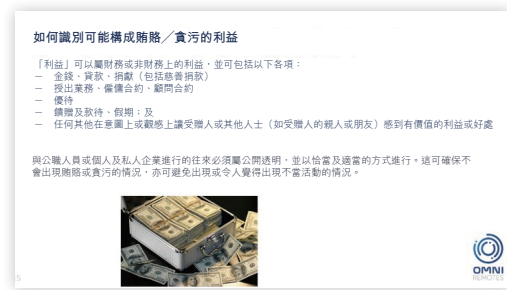 如何識別可能構成賄賂／貪污的利益
「利益」可以屬財務或非財務上的利益，並可包括以下各項：
— 金錢、貸款、捐獻（包括慈善捐款）
— 授出業務、僱傭合約、顧問合約
— 優待
— 饋贈及款待、假期；及
— 任何其他在意圖上或觀感上讓受贈人或其他人士（如受贈人的親人或朋友）感到有價值的利益或好處
與公職人員或個人及私人企業進行的往來必須屬公開透明，並以恰當及適當的方式進行。這可確保不
會出現賄賂或貪污的情況，亦可避免出現或令人覺得出現不當活動的情況。
OMNI
REMOTES
5